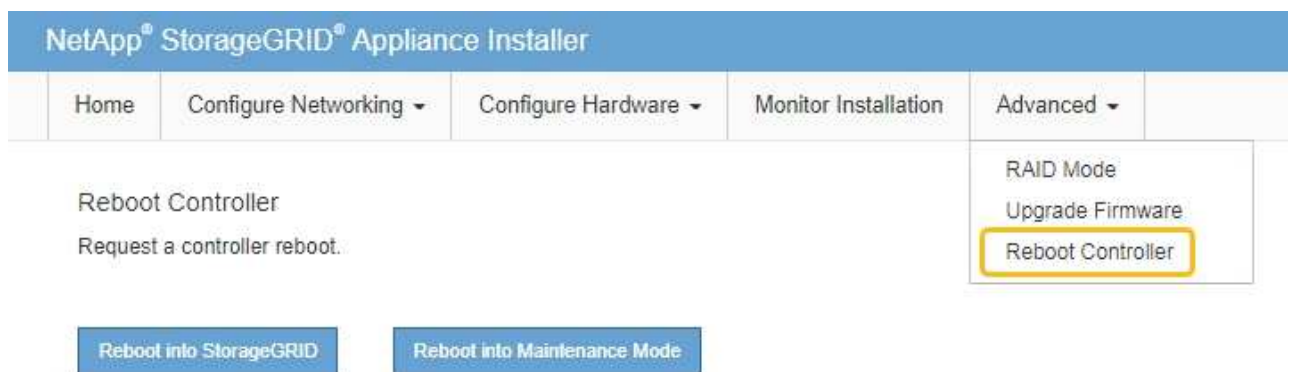 NetApp® StorageGRID® Appliance Installer
Home Configure Networking Configure Hardware Monitor Installation Advanced
RAID Mode
Upgrade Firmware
Reboot Controller
Reboot Controller
Request a controller reboot.
Reboot into StorageGRID Reboot into Maintenance Mode